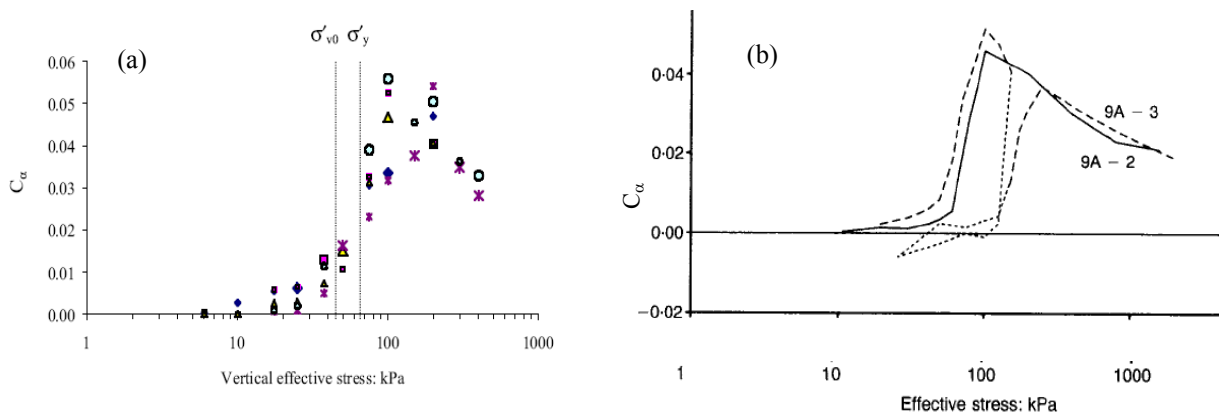 (a)
σ'v0 σ'y
0.06
0.05
0.04
0.03
0.02
0.01
0.00
Cα
1 10 100 1000
Vertical effective stress: kPa
(b)
0·04
0·02
0·00
−0·02
Cα
9A – 3
9A – 2
1 10 100 1000
Effective stress: kPa